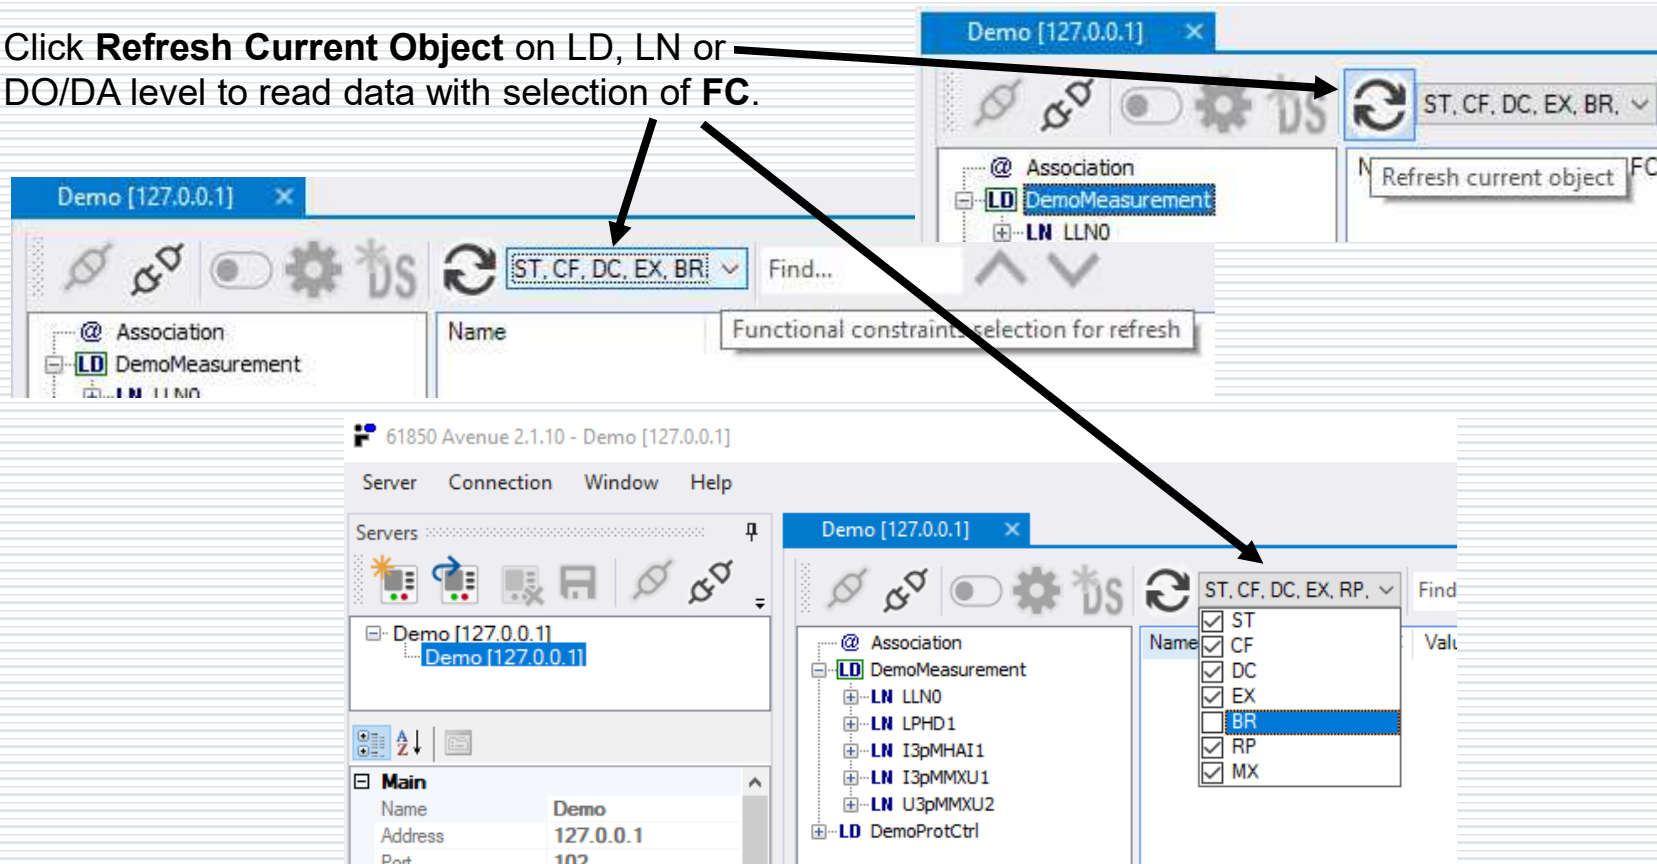 Click Refresh Current Object on LD, LN or
DO/DA level to read data with selection of FC.
Demo [127.0.0.1] ×
DS ST, CF, DC, EX, BR,
@ Association
LD DemoMeasurement
LN LLN0
Refresh current object
FC
Demo [127.0.0.1] ×
DS ST, CF, DC, EX, BR, Find...
@ Association
LD DemoMeasurement
LN LLN0
Name
Functional constraints selection for refresh
61850 Avenue 2.1.10 - Demo [127.0.0.1]
Server Connection Window Help
Servers
Demo [127.0.0.1]
Demo [127.0.0.1]
Main
Name Demo
Address 127.0.0.1
Port 102
Demo [127.0.0.1] ×
DS ST, CF, DC, EX, RP, Find
@ Association
LD DemoMeasurement
LN LLN0
LN LPHD1
LN I3pMHAI1
LN I3pMMXU1
LN U3pMMXU2
LD DemoProtCtrl
Name
ST
CF
DC
EX
BR
RP
MX